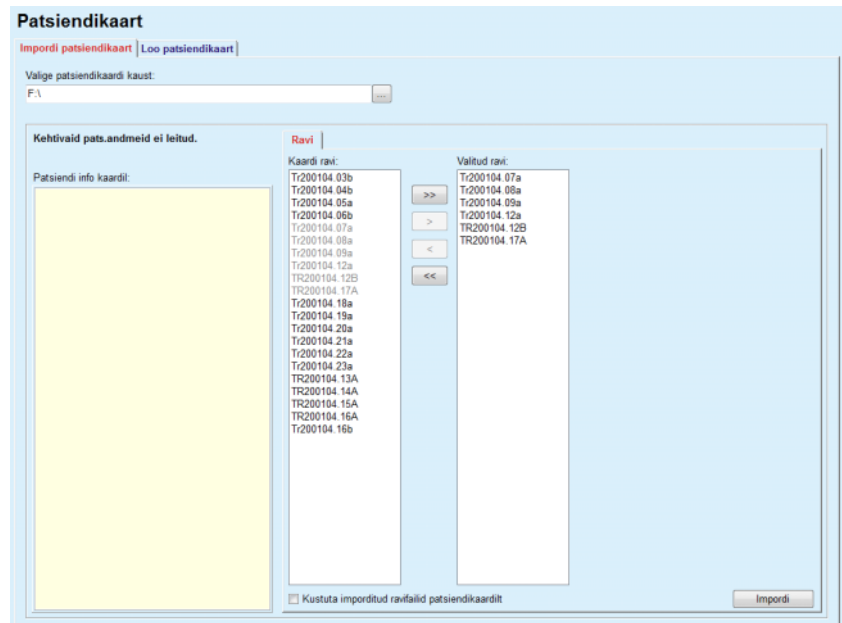 Patsiendikaart
Impordi patsiendikaart Loo patsiendikaart
Valige patsiendikaardi kaust:
F:\
...
Kehtivaid pats.andmeid ei leitud.
Patsiendi info kaardil:
Ravi
Kaardi ravi:
Tr200104.03b
Tr200104.04b
Tr200104.05a
Tr200104.06b
Tr200104.07a
Tr200104.08a
Tr200104.09a
Tr200104.12a
TR200104.12B
TR200104.17A
Tr200104.18a
Tr200104.19a
Tr200104.20a
Tr200104.21a
Tr200104.22a
Tr200104.23a
TR200104.13A
TR200104.14A
TR200104.15A
TR200104.16A
Tr200104.16b
>>
>
<
<<
Valitud ravi:
Tr200104.07a
Tr200104.08a
Tr200104.09a
Tr200104.12a
TR200104.12B
TR200104.17A
Kustuta imporditud ravifailid patsiendikaardilt
Impordi